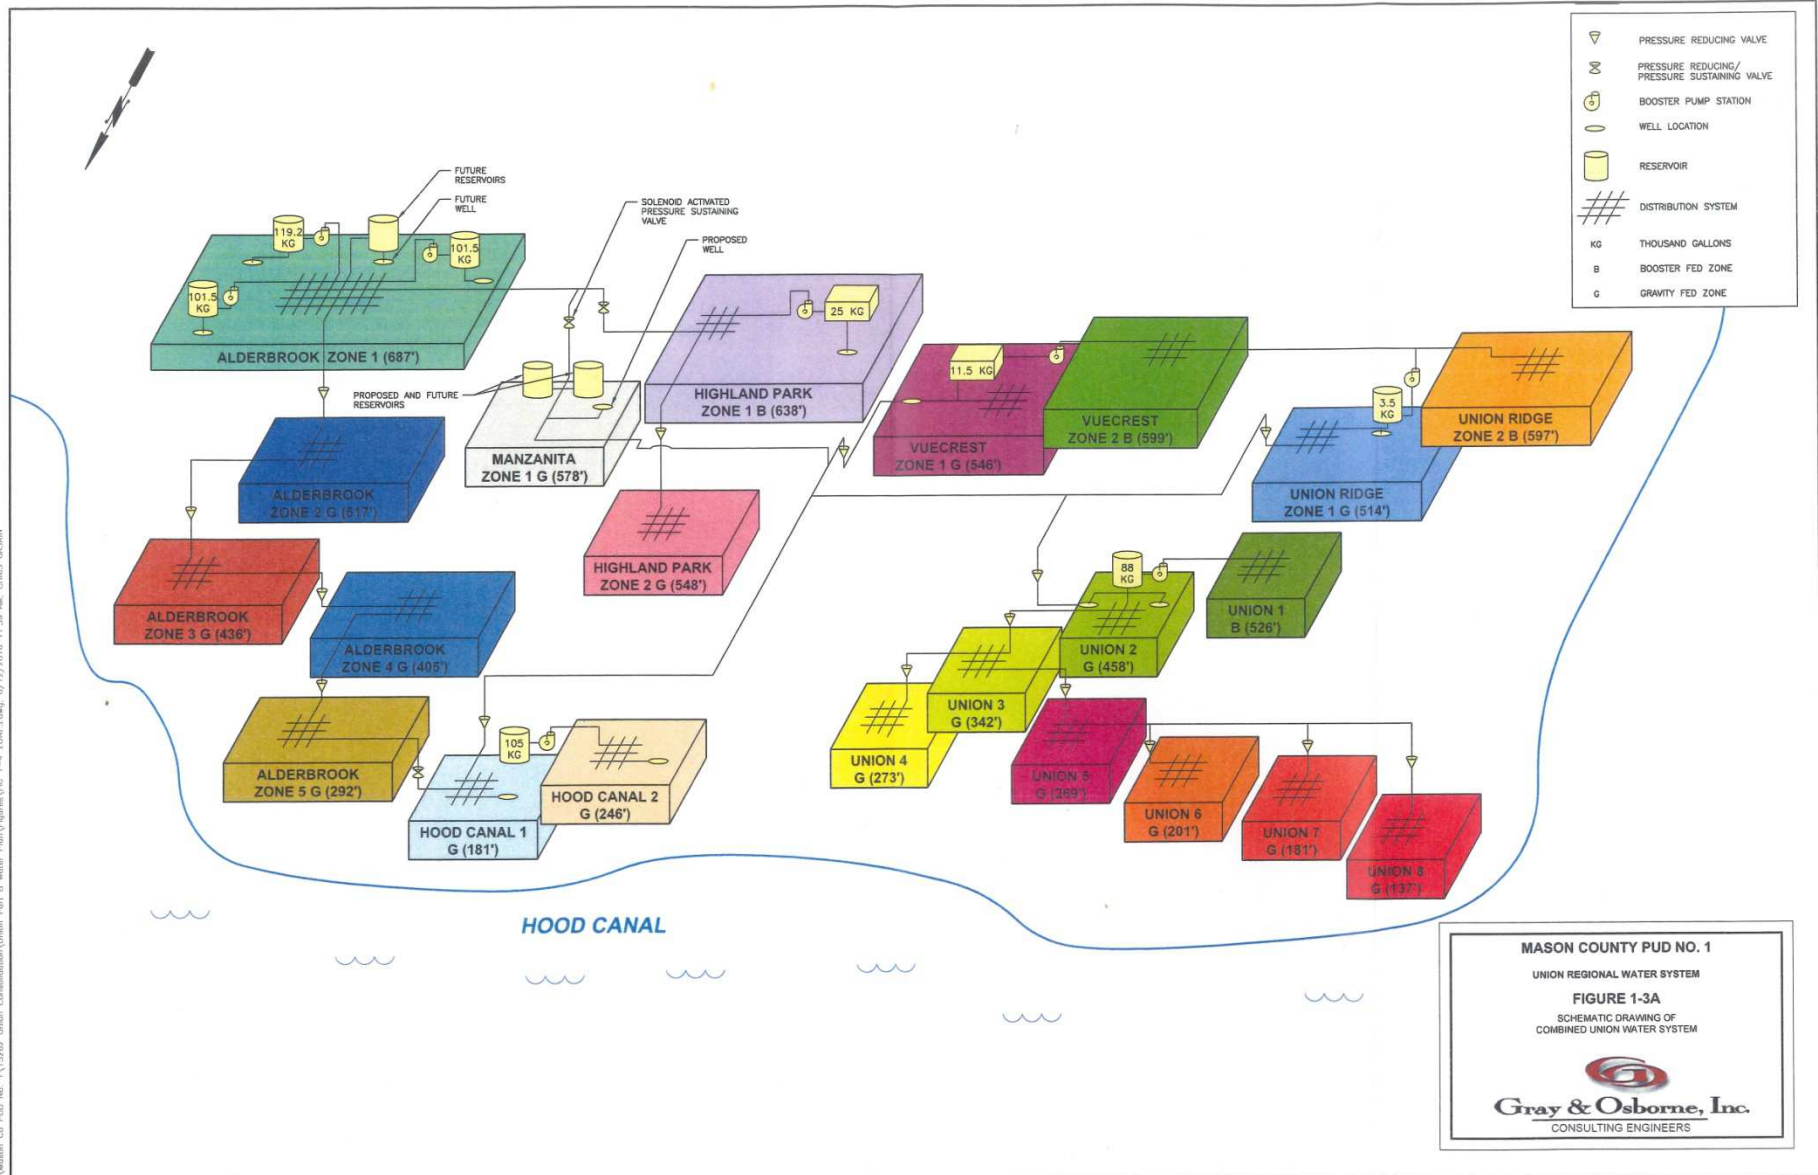 PRESSURE REDUCING VALVE
PRESSURE REDUCING/
PRESSURE SUSTAINING VALVE
BOOSTER PUMP STATION
WELL LOCATION
RESERVOIR
DISTRIBUTION SYSTEM
KG THOUSAND GALLONS
B BOOSTER FED ZONE
G GRAVITY FED ZONE
FUTURE
RESERVOIRS
FUTURE
WELL
SOLENOID ACTIVATED
PRESSURE SUSTAINING
VALVE
PROPOSED
WELL
119.2
KG
101.5
KG
101.5
KG
ALDERBROOK ZONE 1 (687')
PROPOSED AND FUTURE
RESERVOIRS
25 KG
HIGHLAND PARK
ZONE 1 B (638')
11.5 KG
VUECREST
ZONE 1 G (546')
VUECREST
ZONE 2 B (599')
3.5
KG
UNION RIDGE
ZONE 2 B (597')
UNION RIDGE
ZONE 1 G (514')
MANZANITA
ZONE 1 G (578')
ALDERBROOK
ZONE 2 G (517')
HIGHLAND PARK
ZONE 2 G (548')
88
KG
UNION 1
B (526')
ALDERBROOK
ZONE 3 G (436')
ALDERBROOK
ZONE 4 G (405')
UNION 2
G (458')
UNION 3
G (342')
UNION 4
G (273')
UNION 5
G (269')
UNION 6
G (201')
UNION 7
G (181')
UNION 8
G (137')
ALDERBROOK
ZONE 5 G (292')
105
KG
HOOD CANAL 2
G (246')
HOOD CANAL 1
G (181')
HOOD CANAL
MASON COUNTY PUD NO. 1
UNION REGIONAL WATER SYSTEM
FIGURE 1-3A
SCHEMATIC DRAWING OF
COMBINED UNION WATER SYSTEM
Gray & Osborne, Inc.
CONSULTING ENGINEERS